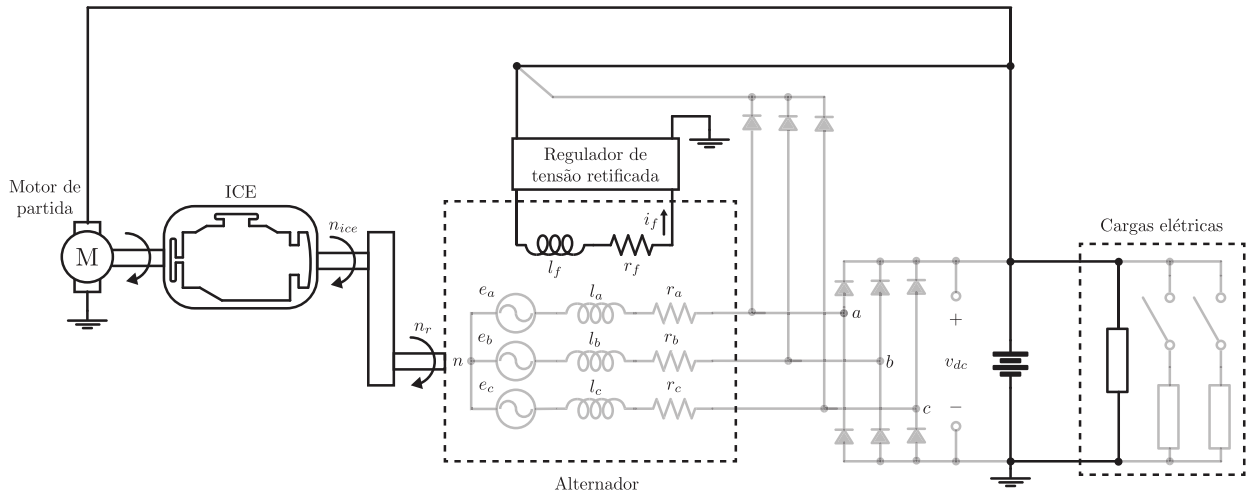 Regulador de
tensão retificada
Motor de
partida
ICE
M
n_ice
i_f
l_f
r_f
Cargas elétricas
e_a
l_a
r_a
a
n_r
n
e_b
l_b
r_b
b
e_c
l_c
r_c
c
+
v_dc
−
Alternador